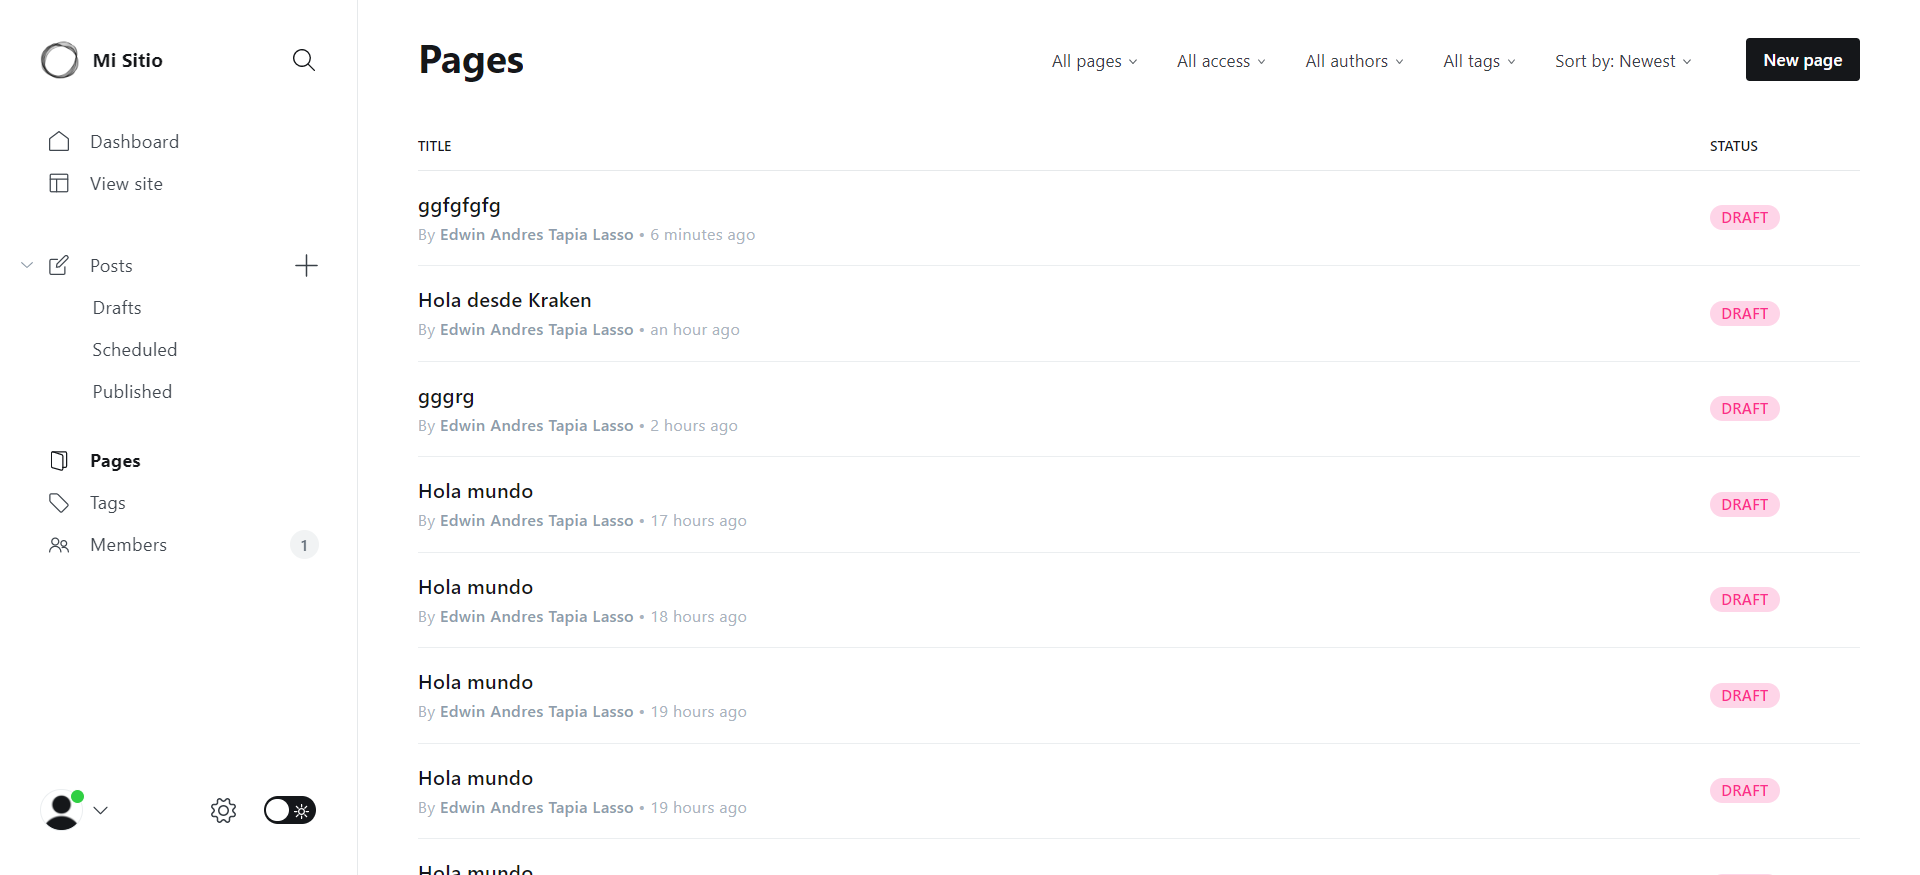 Mi Sitio
Dashboard
View site
Posts
Drafts
Scheduled
Published
Pages
Tags
Members
1
Pages
All pages
All access
All authors
All tags
Sort by: Newest
New page
TITLE
STATUS
ggfgfgfg
By Edwin Andres Tapia Lasso • 6 minutes ago
DRAFT
Hola desde Kraken
By Edwin Andres Tapia Lasso • an hour ago
DRAFT
gggrg
By Edwin Andres Tapia Lasso • 2 hours ago
DRAFT
Hola mundo
By Edwin Andres Tapia Lasso • 17 hours ago
DRAFT
Hola mundo
By Edwin Andres Tapia Lasso • 18 hours ago
DRAFT
Hola mundo
By Edwin Andres Tapia Lasso • 19 hours ago
DRAFT
Hola mundo
By Edwin Andres Tapia Lasso • 19 hours ago
DRAFT
Hola mundo